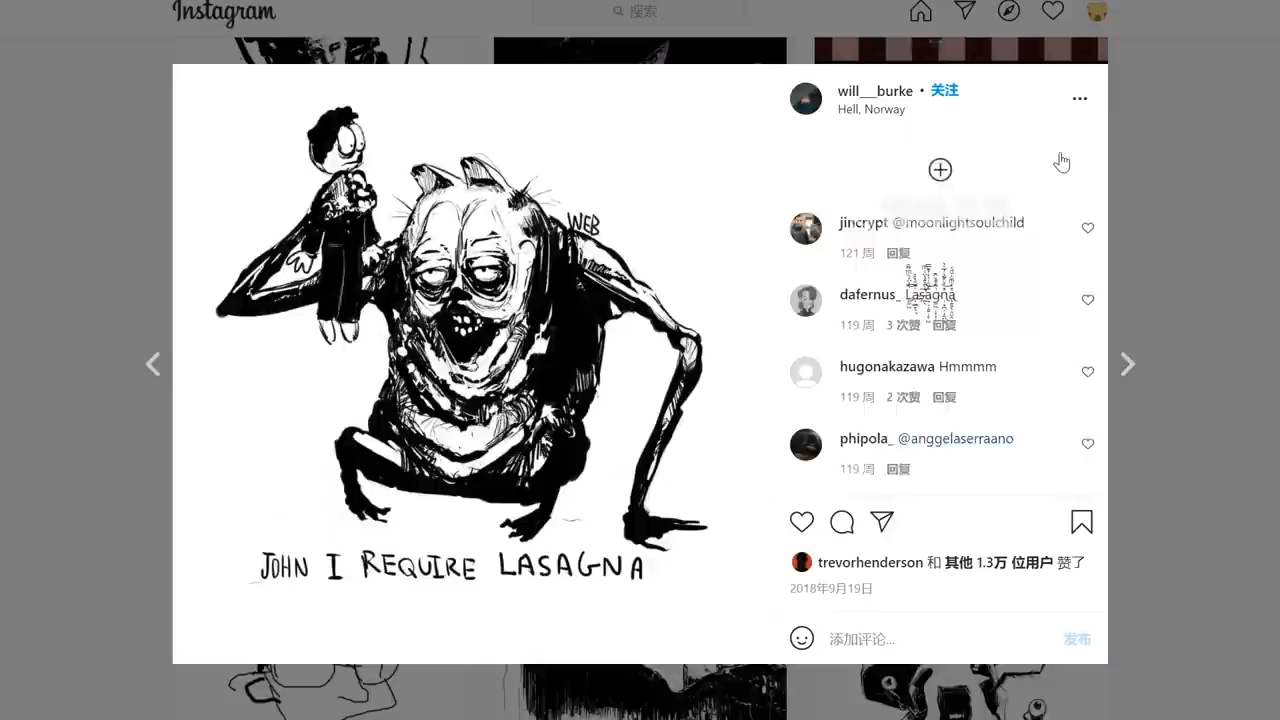 Instagram
搜索
will___burke • 关注
Hell, Norway
jincrypt @moonlightsoulchild
121 周 回复
dafernus_ Lasagna
119 周 3 次赞 回复
hugonakazawa Hmmmm
119 周 2 次赞 回复
phipola_ @anggelaserraano
119 周 回复
trevorhenderson 和 其他 1.3万 位用户 赞了
2018年9月19日
添加评论...
发布
WEB
JOHN I REQUIRE LASAGNA